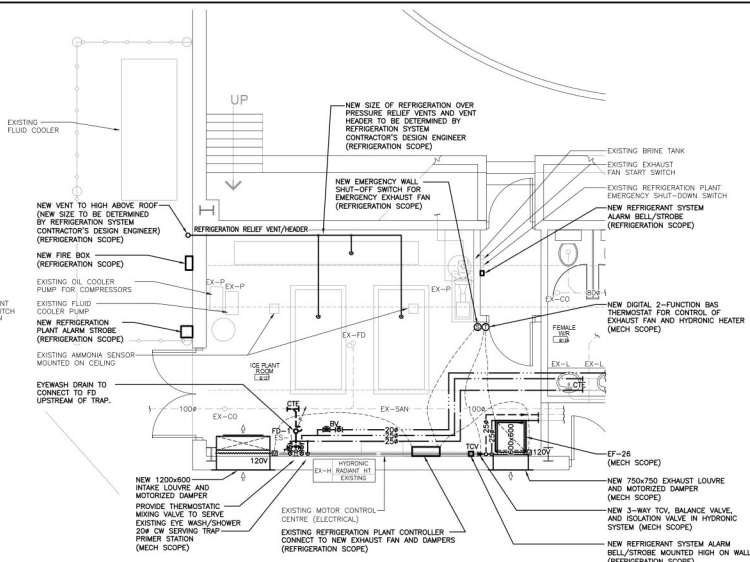 EXISTING
FLUID COOLER
UP
NEW SIZE OF REFRIGERATION OVER
PRESSURE RELIEF VENTS AND VENT
HEADER TO BE DETERMINED BY
REFRIGERATION SYSTEM
CONTRACTOR'S DESIGN ENGINEER
(REFRIGERATION SCOPE)
EXISTING BRINE TANK
EXISTING EXHAUST
FAN START SWITCH
EXISTING REFRIGERATION PLANT
EMERGENCY SHUT-DOWN SWITCH
NEW REFRIGERANT SYSTEM
ALARM BELL/STROBE
(REFRIGERATION SCOPE)
NEW EMERGENCY WALL
SHUT-OFF SWITCH FOR
EMERGENCY EXHAUST FAN
(REFRIGERATION SCOPE)
NEW VENT TO HIGH ABOVE ROOF
(NEW SIZE TO BE DETERMINED
BY REFRIGERATION SYSTEM
CONTRACTOR'S DESIGN ENGINEER)
(REFRIGERATION SCOPE)
REFRIGERATION RELIEF VENT/HEADER
NEW FIRE BOX
(REFRIGERATION SCOPE)
EXISTING OIL COOLER
PUMP FOR COMPRESSORS
EXISTING FLUID
COOLER PUMP
NEW REFRIGERATION
PLANT ALARM STROBE
(REFRIGERATION SCOPE)
EXISTING AMMONIA SENSOR
MOUNTED ON CEILING
EX-P
EX-P
EX-FD
ICE PLANT
ROOM
EX-CO
80ø
NEW DIGITAL 2-FUNCTION BAS
THERMOSTAT FOR CONTROL OF
EXHAUST FAN AND HYDRONIC HEATER
(MECH SCOPE)
FEMALE
W/R
EX-L
EX-L
CTE
EYEWASH DRAIN TO
CONNECT TO FD
UPSTREAM OF TRAP.
CTE
100ø
EX-CO
EX-SAN
100ø
FD-1
ES-1
BV
20ø
25ø
25ø
TCV
25ø
25ø
600x600
120V
120V
EX-H
HYDRONIC
RADIANT HT
EXISTING
EF-26
(MECH SCOPE)
NEW 1200x600
INTAKE LOUVRE AND
MOTORIZED DAMPER
PROVIDE THERMOSTATIC
MIXING VALVE TO SERVE
EXISTING EYE WASH/SHOWER
20ø CW SERVING TRAP
PRIMER STATION
(MECH SCOPE)
EXISTING MOTOR CONTROL
CENTRE (ELECTRICAL)
EXISTING REFRIGERATION PLANT CONTROLLER
CONNECT TO NEW EXHAUST FAN AND DAMPERS
(REFRIGERATION SCOPE)
NEW 750x750 EXHAUST LOUVRE
AND MOTORIZED DAMPER
(MECH SCOPE)
NEW 3-WAY TCV, BALANCE VALVE,
AND ISOLATION VALVE IN HYDRONIC
SYSTEM (MECH SCOPE)
NEW REFRIGERANT SYSTEM ALARM
BELL/STROBE MOUNTED HIGH ON WALL
(REFRIGERATION SCOPE)